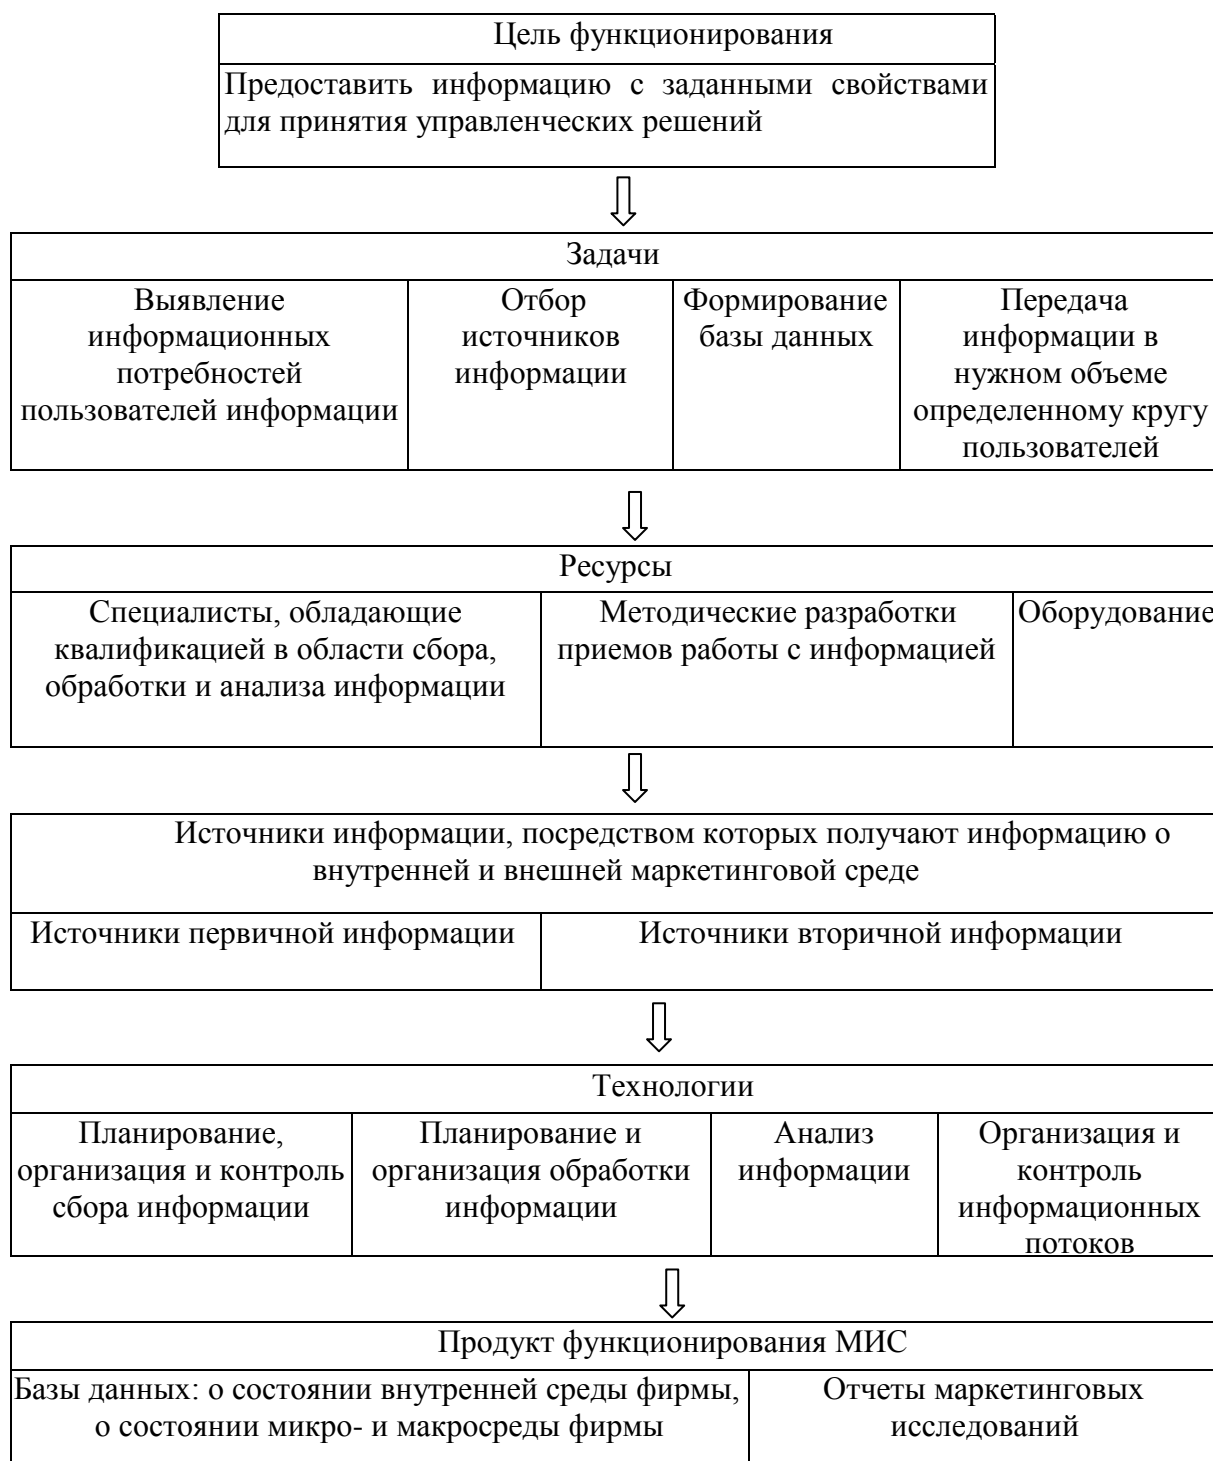 Цель функционирования
Предоставить информацию с заданными свойствами
для принятия управленческих решений
Задачи
Выявление
информационных
потребностей
пользователей информации
Отбор
источников
информации
Формирование
базы данных
Передача
информации в
нужном объеме
определенному кругу
пользователей
Ресурсы
Специалисты, обладающие
квалификацией в области сбора,
обработки и анализа информации
Методические разработки
приемов работы с информацией
Оборудование
Источники информации, посредством которых получают информацию о
внутренней и внешней маркетинговой среде
Источники первичной информации
Источники вторичной информации
Технологии
Планирование,
организация и контроль
сбора информации
Планирование и
организация обработки
информации
Анализ
информации
Организация и
контроль
информационных
потоков
Продукт функционирования МИС
Базы данных: о состоянии внутренней среды фирмы,
о состоянии микро- и макросреды фирмы
Отчеты маркетинговых
исследований